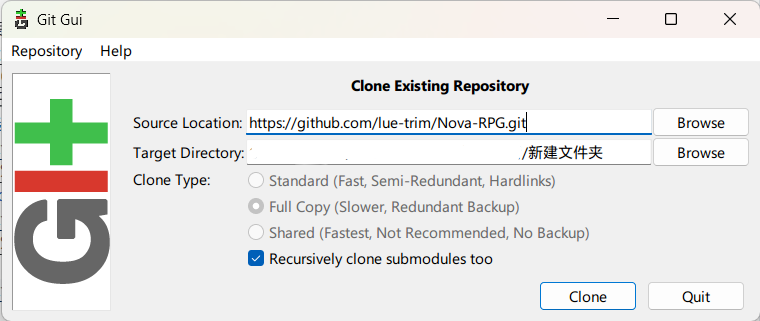 Git Gui
Repository Help
Clone Existing Repository
Source Location: https://github.com/lue-trim/Nova-RPG.git Browse
Target Directory: /新建文件夹 Browse
Clone Type: Standard (Fast, Semi-Redundant, Hardlinks)
Full Copy (Slower, Redundant Backup)
Shared (Fastest, Not Recommended, No Backup)
Recursively clone submodules too
Clone Quit
GIT